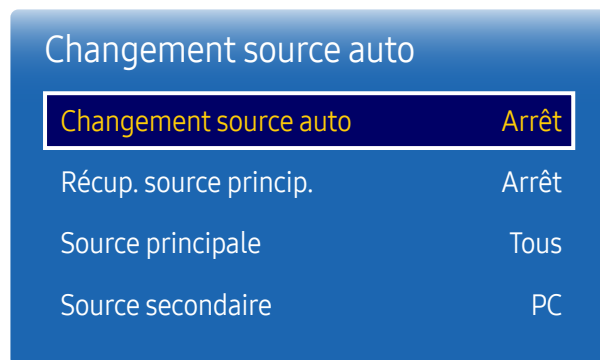 Changement source auto
Changement source auto Arrêt
Récup. source princip. Arrêt
Source principale Tous
Source secondaire PC